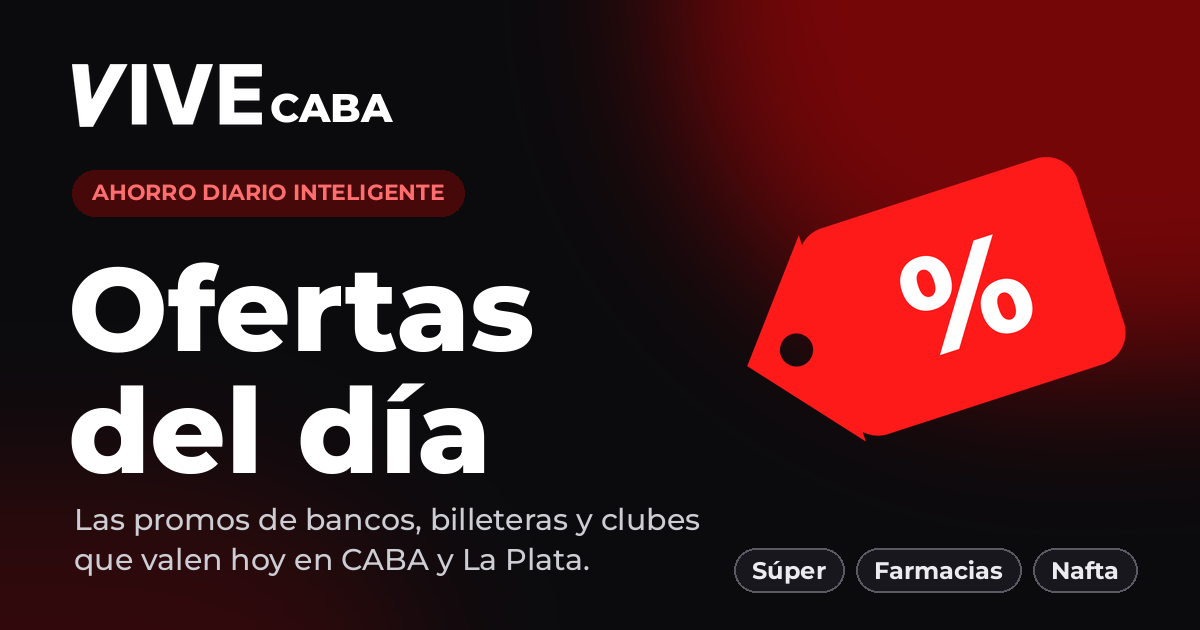 VIVE CABA
AHORRO DIARIO INTELIGENTE
Ofertas
del día
Las promos de bancos, billeteras y clubes
que valen hoy en CABA y La Plata.
%
Súper
Farmacias
Nafta